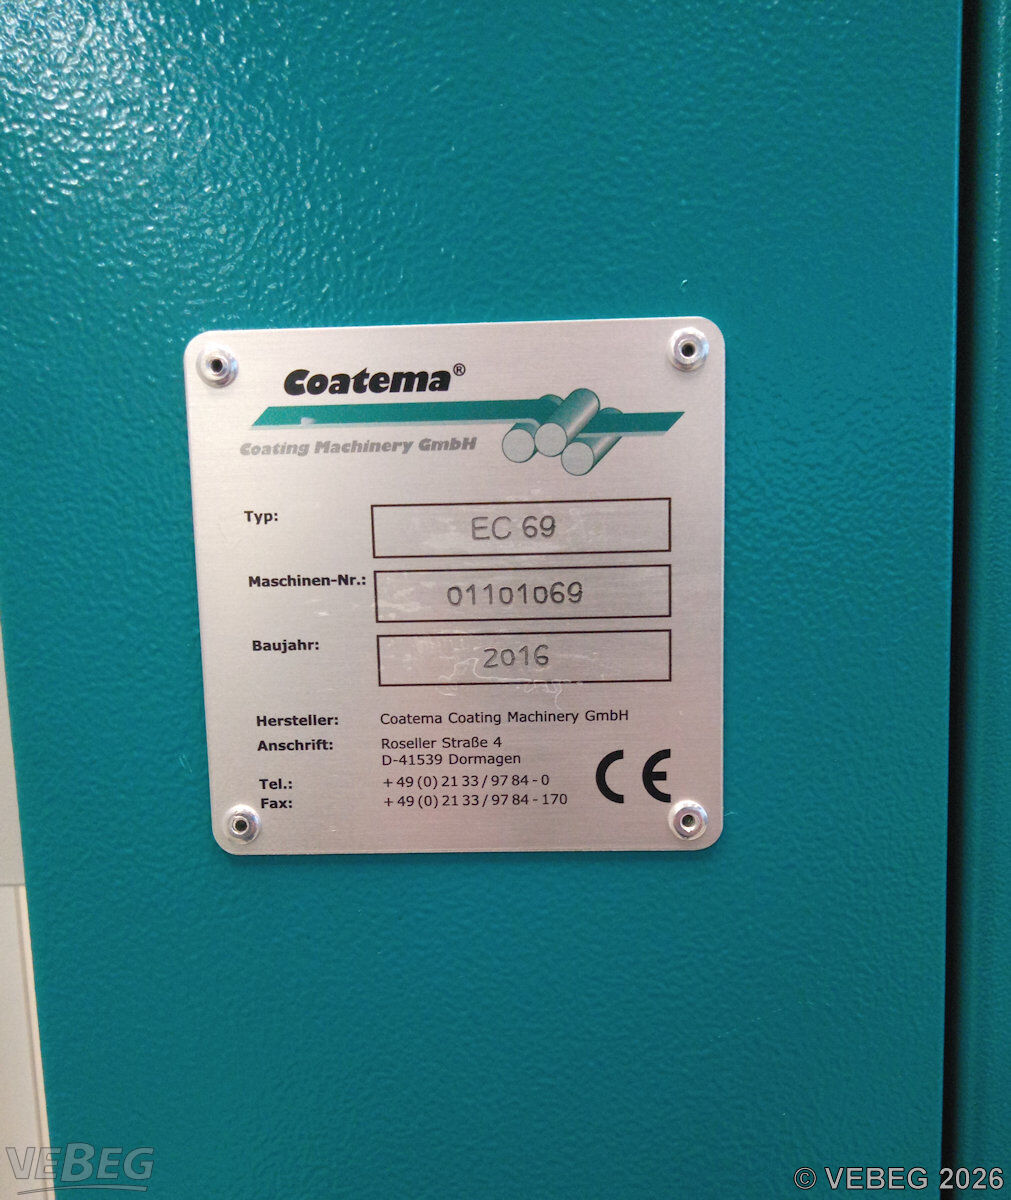 Coatema®
Coating Machinery GmbH
Typ: EC 69
Maschinen-Nr.: 01101069
Baujahr: 2016
Hersteller: Coatema Coating Machinery GmbH
Anschrift: Roseller Straße 4
D-41539 Dormagen
Tel.: +49 (0) 21 33 / 97 84 - 0
Fax: +49 (0) 21 33 / 97 84 - 170
CE
VEBEG
© VEBEG 2026